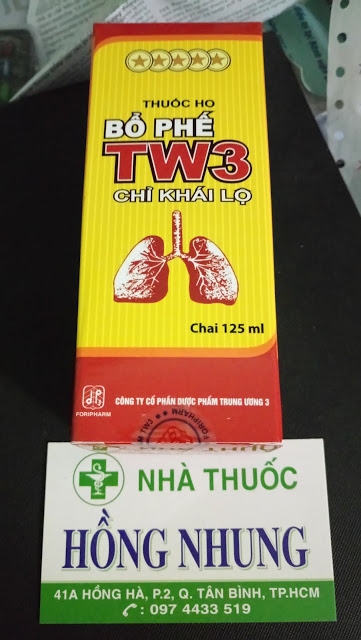 THUỐC HO
BỔ PHẾ
TW3
CHỈ KHÁI LỘ
Chai 125 ml
FORIPHARM
CÔNG TY CỔ PHẦN DƯỢC PHẨM TRUNG ƯƠNG 3
FORIPHARM
NHÀ THUỐC
HỒNG NHUNG
41A HỒNG HÀ, P.2, Q. TÂN BÌNH, TP.HCM
: 097 4433 519